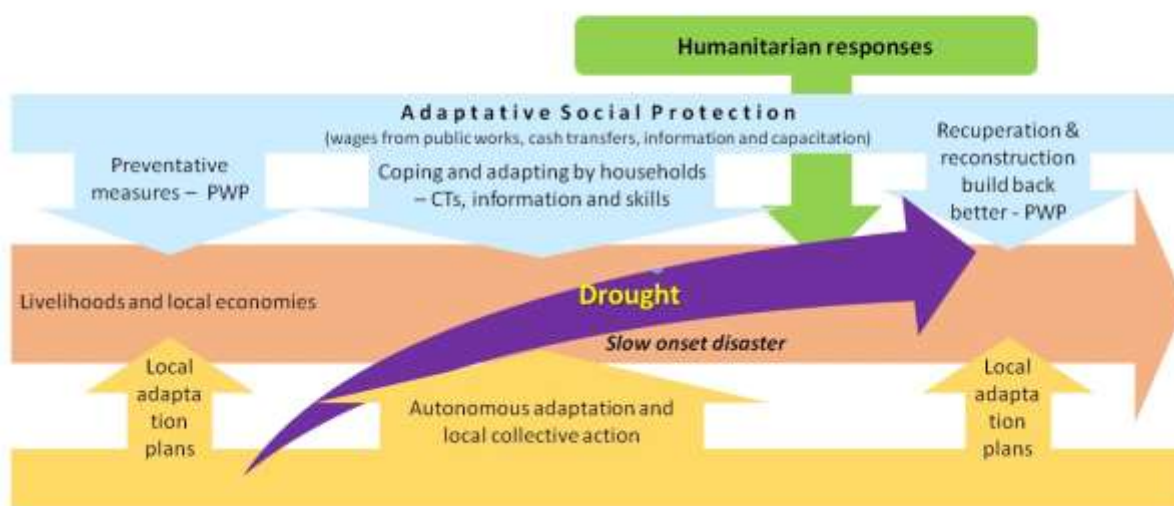 Humanitarian responses
Adaptative Social Protection
(wages from public works, cash transfers, information and capacitation)
Preventative
measures – PWP
Coping and adapting by households
– CTs, information and skills
Recuperation &
reconstruction
build back
better - PWP
Livelihoods and local economies
Drought
Slow onset disaster
Local
adapta
tion
plans
Autonomous adaptation and
local collective action
Local
adapta
tion
plans